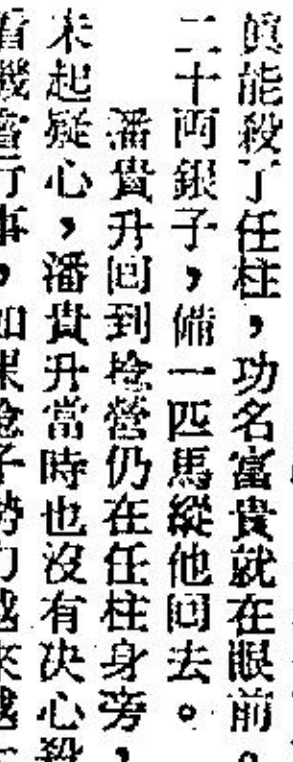 眞能殺了任柱，功名富貴就在眼前。
二十兩銀子，備一匹馬縱他回去。
潘貴升回到捻營仍在任柱身旁，
未起疑心，潘貴升當時也沒有決心殺
機會行事，如果捻子勢力越來越